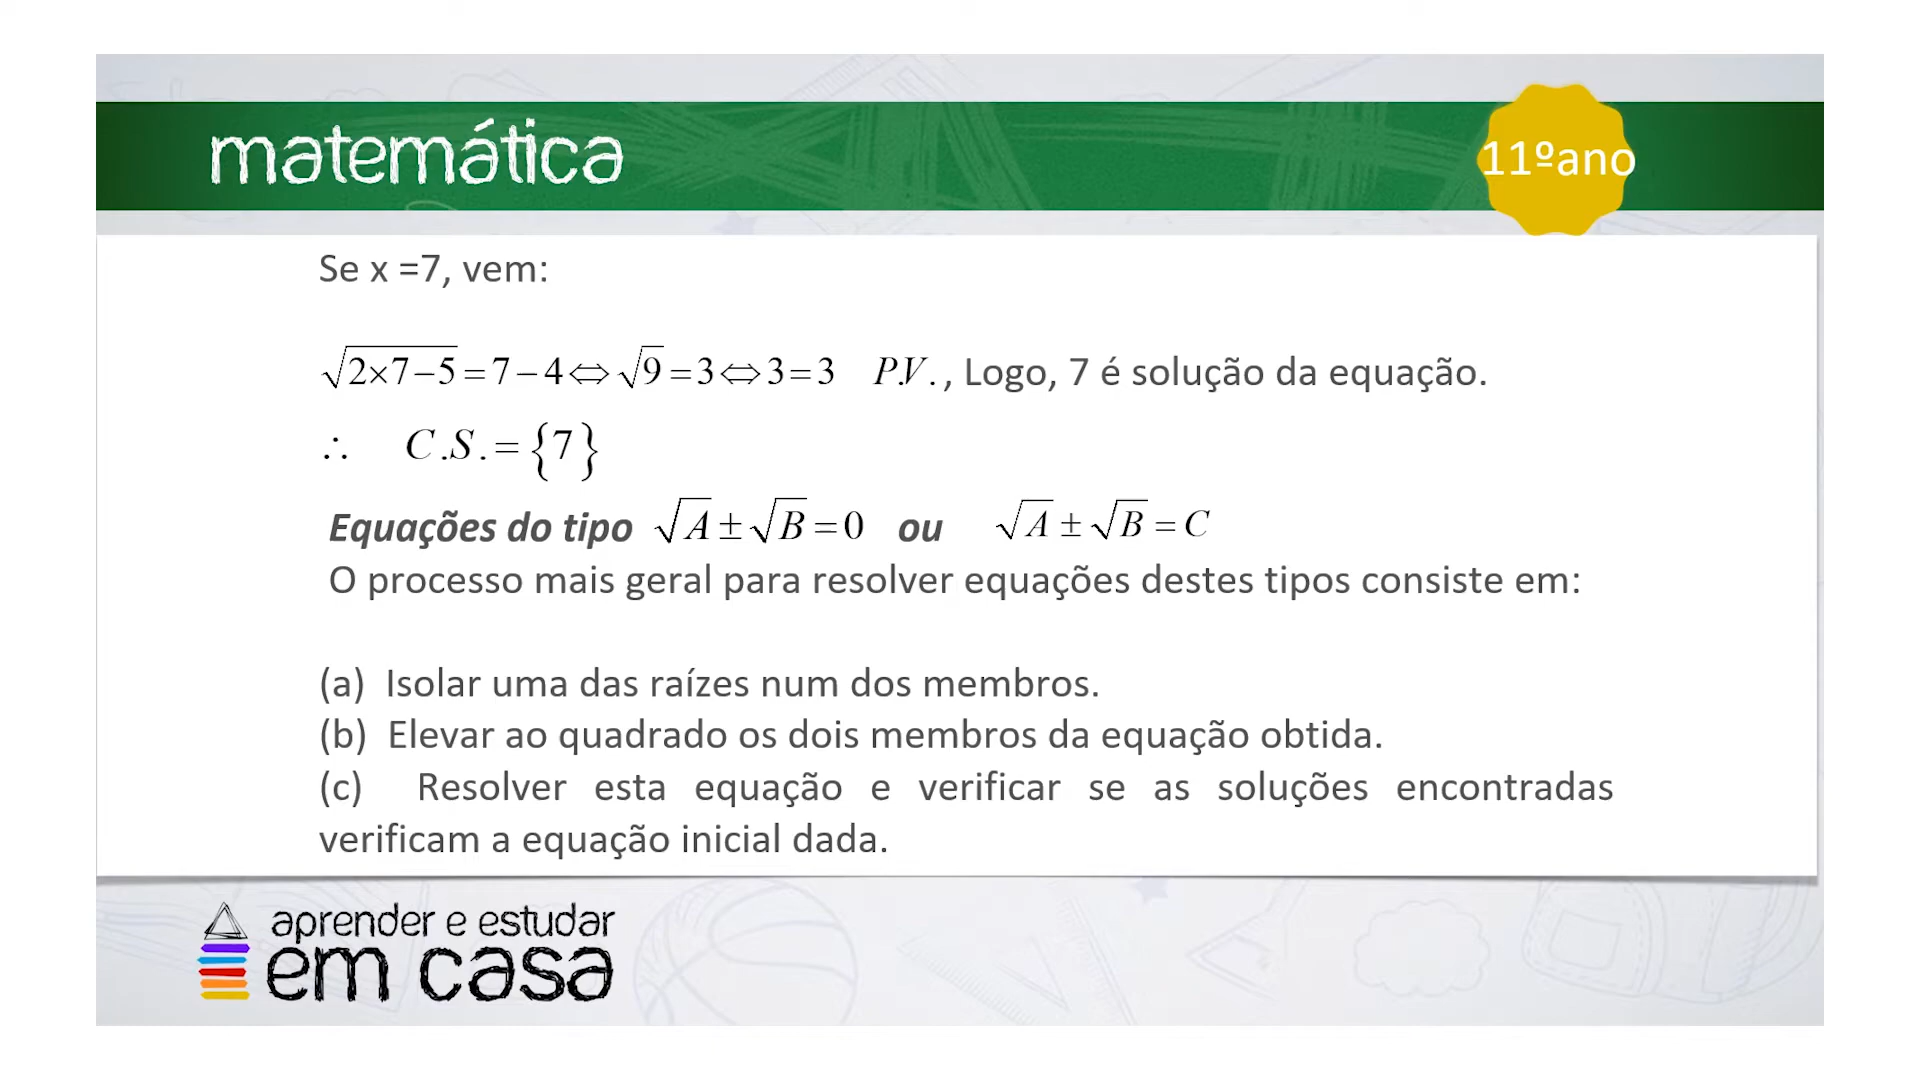 matemática
11ºano
Se x =7, vem:
√2×7−5=7−4⇔√9=3⇔3=3 P.V., Logo, 7 é solução da equação.
∴ C.S.={7}
Equações do tipo √A±√B=0 ou √A±√B=C
O processo mais geral para resolver equações destes tipos consiste em:
(a) Isolar uma das raízes num dos membros.
(b) Elevar ao quadrado os dois membros da equação obtida.
(c) Resolver esta equação e verificar se as soluções encontradas
verificam a equação inicial dada.
aprender e estudar
em casa